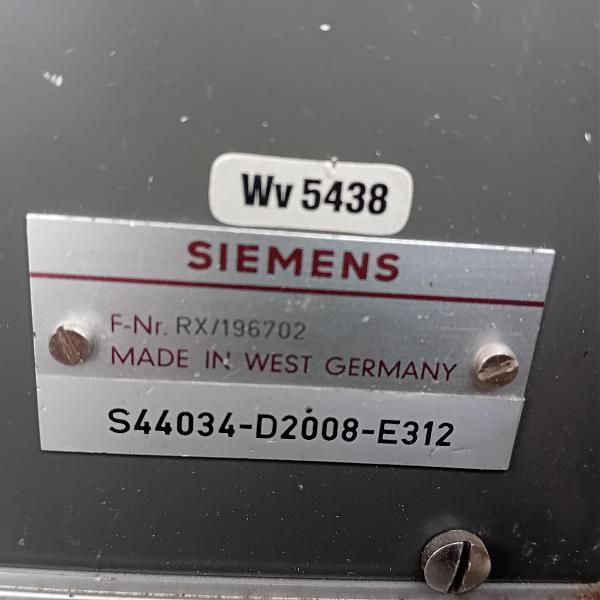 Wv 5438
SIEMENS
F-Nr. RX/196702
MADE IN WEST GERMANY
S44034-D2008-E312